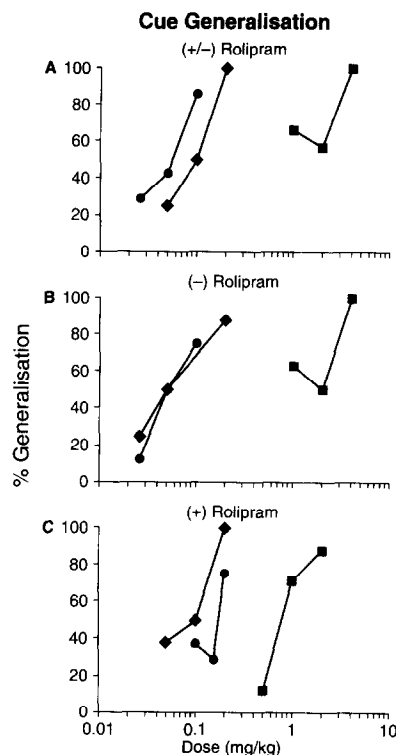 Cue Generalisation
(+/−) Rolipram
A
100
80
60
40
20
0
(−) Rolipram
B
100
80
60
40
20
0
(+) Rolipram
C
100
80
60
40
20
0
0.01
0.1
1
10
Dose (mg/kg)
% Generalisation